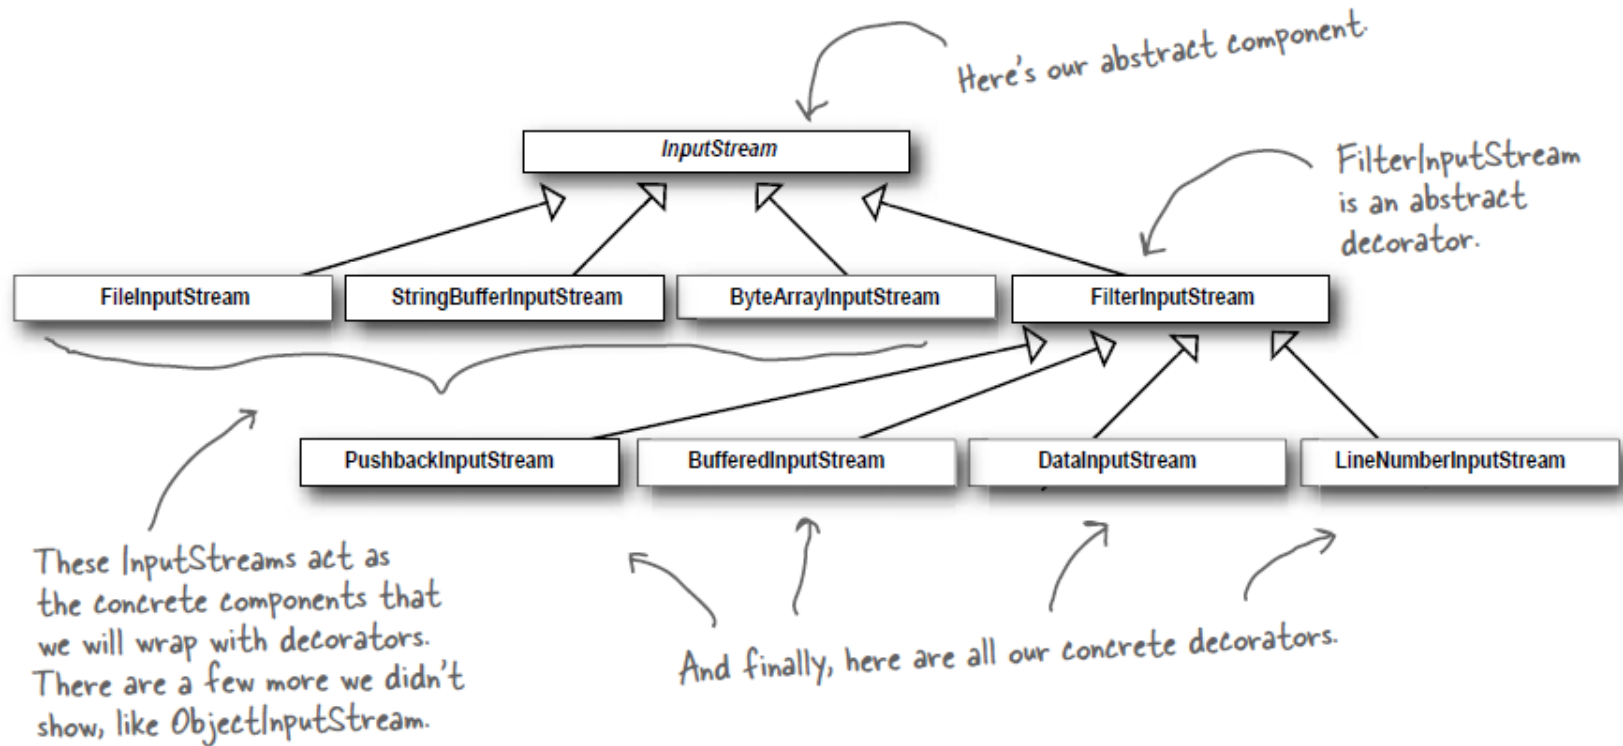 Here's our abstract component.
InputStream
FilterInputStream
is an abstract
decorator.
FileInputStream
StringBufferInputStream
ByteArrayInputStream
FilterInputStream
PushbackInputStream
BufferedInputStream
DataInputStream
LineNumberInputStream
These InputStreams act as
the concrete components that
we will wrap with decorators.
There are a few more we didn't
show, like ObjectInputStream.
And finally, here are all our concrete decorators.